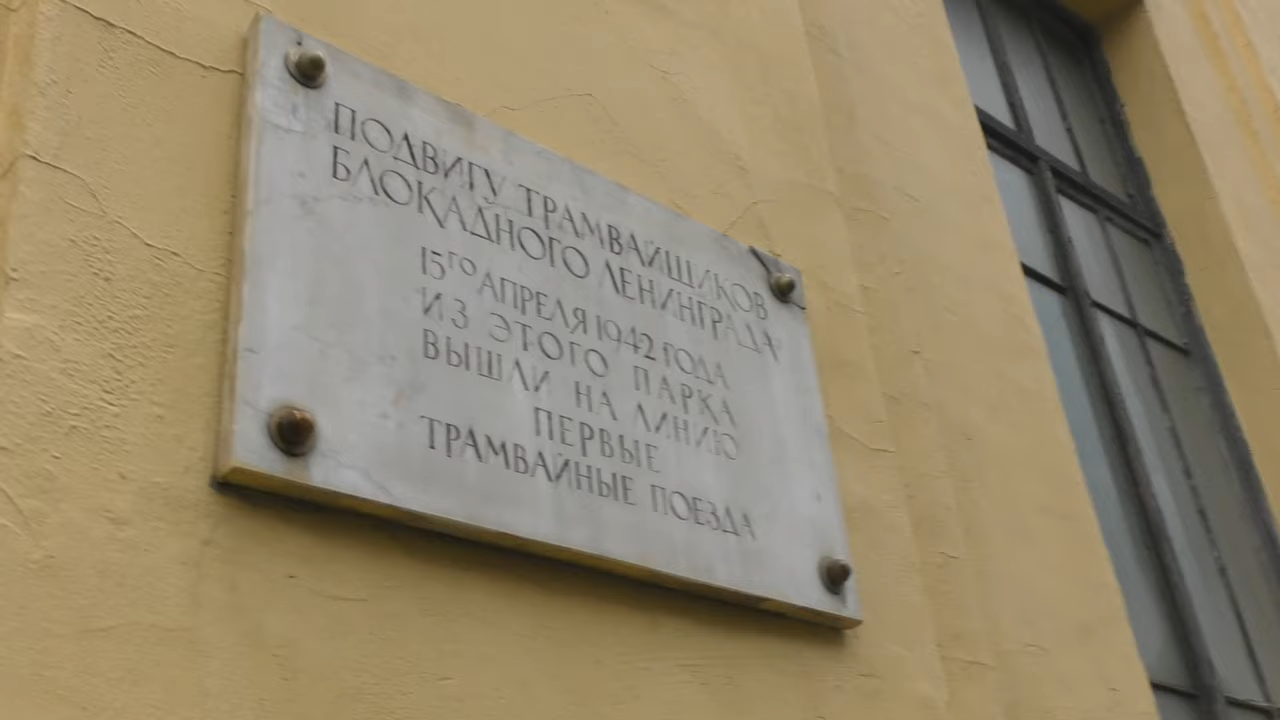 ПОДВИГУ ТРАМВАЙЩИКОВ
БЛОКАДНОГО ЛЕНИНГРАДА
15ГО АПРЕЛЯ 1942 ГОДА
ИЗ ЭТОГО ПАРКА
ВЫШЛИ НА ЛИНИЮ
ПЕРВЫЕ
ТРАМВАЙНЫЕ ПОЕЗДА